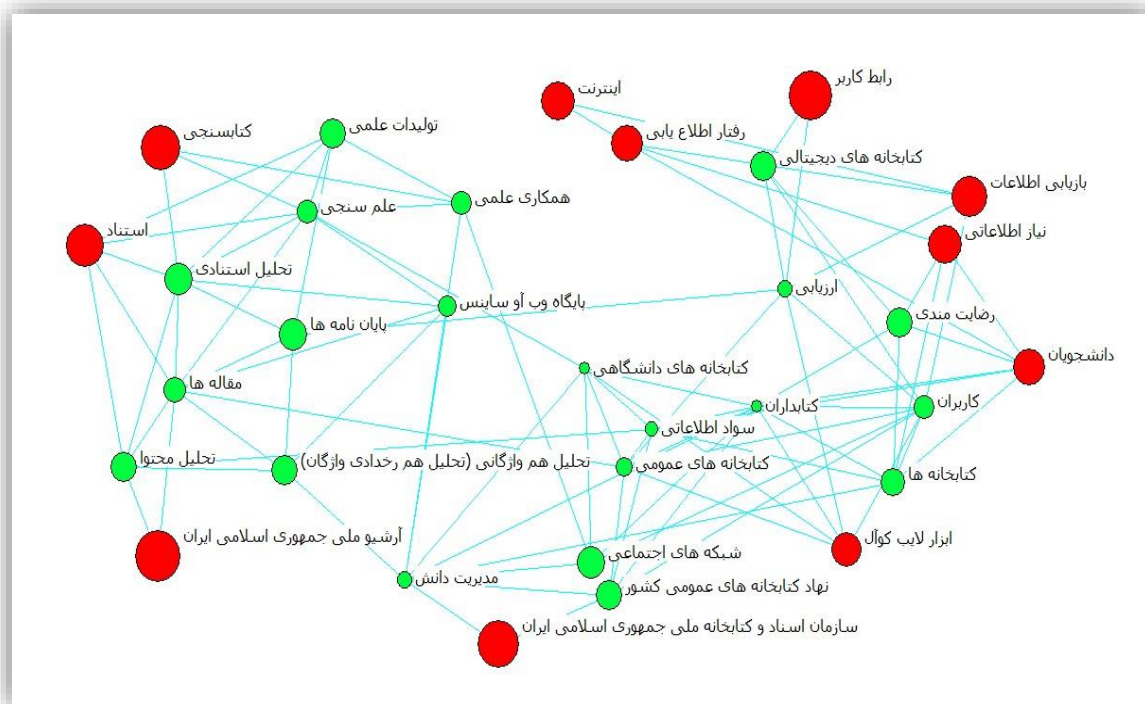 رابط کاربر
اینترنت
تولیدات علمی
کتابسنجی
رفتار اطلاع یابی
کتابخانه های دیجیتالی
بازیابی اطلاعات
همکاری علمی
علم سنجی
استناد
نیاز اطلاعاتی
تحلیل استنادی
ارزیابی
پایگاه وب آو ساینس
رضایت مندی
پایان نامه ها
دانشجویان
کتابخانه های دانشگاهی
مقاله ها
کاربران
کتابداران
سواد اطلاعاتی
تحلیل محتوا
تحلیل هم واژگانی (تحلیل هم رخدادی واژگان)
کتابخانه های عمومی
کتابخانه ها
آرشیو ملی جمهوری اسلامی ایران
ابزار لایب کوآل
شبکه های اجتماعی
مدیریت دانش
نهاد کتابخانه های عمومی کشور
سازمان اسناد و کتابخانه ملی جمهوری اسلامی ایران